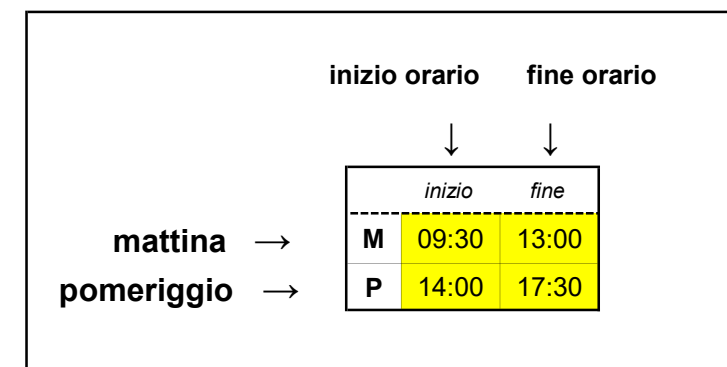 inizio orario fine orario
↓ ↓
inizio fine
mattina → M 09:30 13:00
pomeriggio → P 14:00 17:30